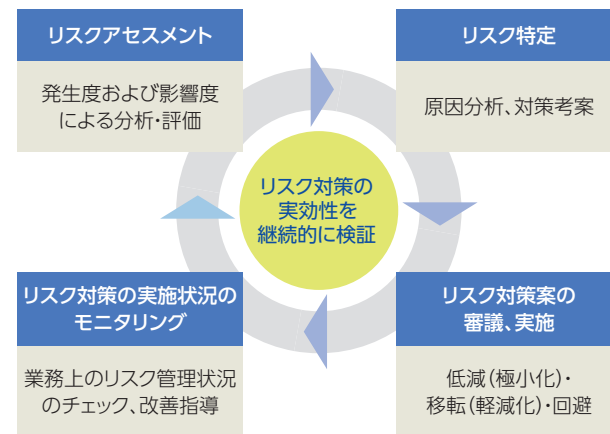 リスクアセスメント
発生度および影響度
による分析・評価
リスク特定
原因分析、対策考案
リスク対策の
実効性を
継続的に検証
リスク対策の実施状況の
モニタリング
業務上のリスク管理状況
のチェック、改善指導
リスク対策案の
審議、実施
低減(極小化)・
移転(軽減化)・回避